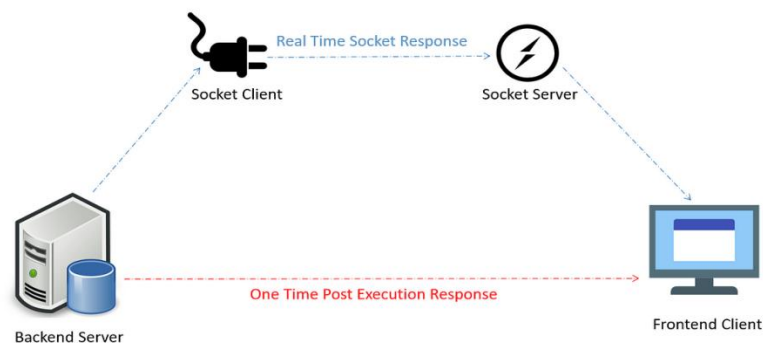 Real Time Socket Response
Socket Client
Socket Server
One Time Post Execution Response
Backend Server
Frontend Client